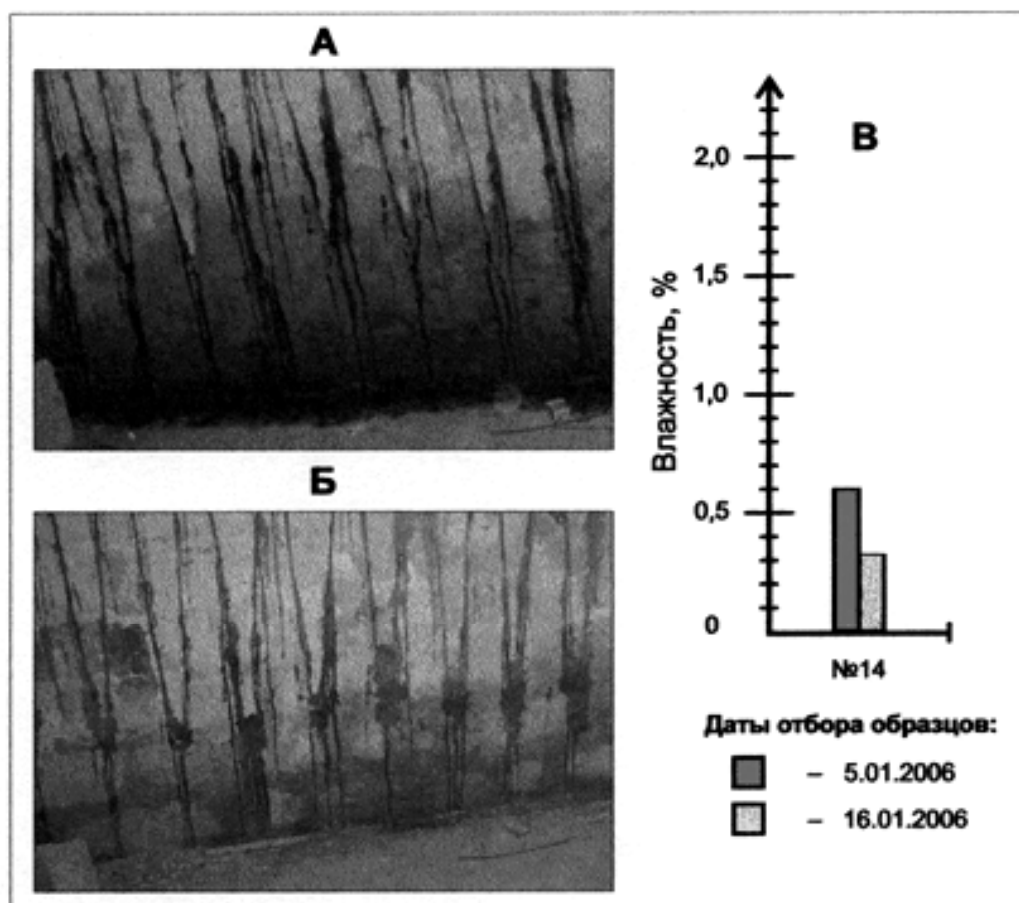 А
В
2,0
1,5
Влажность, %
1,0
Б
0,5
0
№14
Даты отбора образцов:
– 5.01.2006
– 16.01.2006